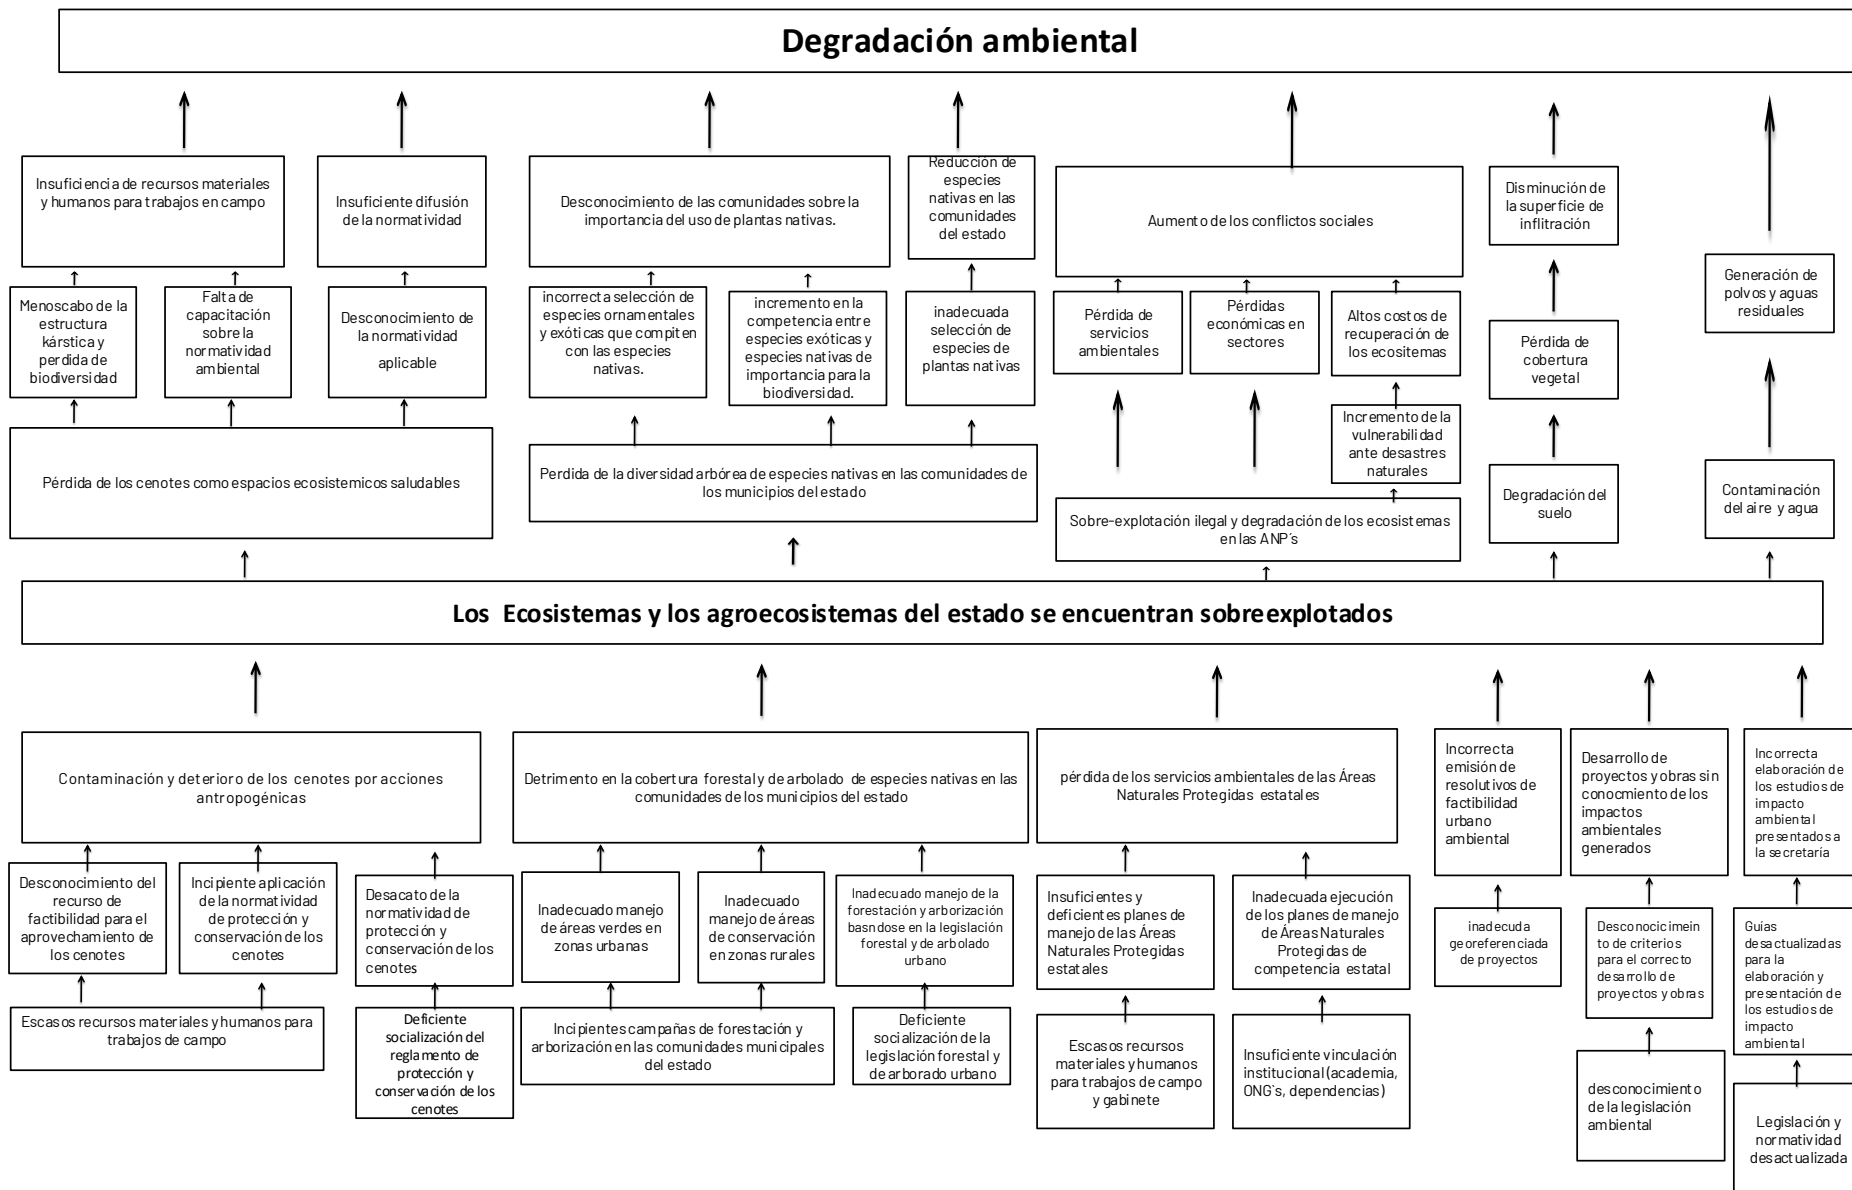 Degradación ambiental
Insuficiencia de recursos materiales
y humanos para trabajos en campo
Insuficiente difusión
de la normatividad
Desconocimiento de las comunidades sobre la
importancia del uso de plantas nativas.
Reducción de
especies
nativas en las
comunidades
del estado
Aumento de los conflictos sociales
Disminución de
la superficie de
inflitración
Generación de
polvos y aguas
residuales
Menoscabo de la
estructura
kárstica y
perdida de
biodiversidad
Falta de
capacitación
sobre la
normatividad
ambiental
Desconocimiento de
la normatividad
aplicable
incorrecta selección de
especies ornamentales
y exóticas que compiten
con las especies
nativas.
incremento en la
competencia entre
especies exóticas y
especies nativas de
importancia para la
biodiversidad.
inadecuada
selección de
especies de
plantas nativas
Pérdida de
servicios
ambientales
Pérdidas
económicas en
sectores
Altos costos de
recuperación de
los ecositemas
Pérdida de
cobertura
vegetal
Incremento de la
vulnerabilidad
ante desastres
naturales
Pérdida de los cenotes como espacios ecosistemicos saludables
Perdida de la diversidad arbórea de especies nativas en las comunidades de
los municipios del estado
Sobre-explotación ilegal y degradación de los ecosistemas
en las ANP´s
Degradación del
suelo
Contaminación
del aire y agua
Los Ecosistemas y los agroecosistemas del estado se encuentran sobreexplotados
Contaminación y deterioro de los cenotes por acciones
antropogénicas
Detrimento en la cobertura forestal y de arbolado de especies nativas en las
comunidades de los municipios del estado
pérdida de los servicios ambientales de las Áreas
Naturales Protegidas estatales
Incorrecta
emisión de
resolutivos de
factibilidad
urbano
ambiental
Desarrollo de
proyectos y obras sin
conocmiento de los
impactos
ambientales
generados
Incorrecta
elaboración de
los estudios de
impacto
ambiental
presentados a
la secretaría
Desconocimiento del
recurso de
factibilidad para el
aprovechamiento de
los cenotes
Incipiente aplicación
de la normatividad
de protección y
conservación de los
cenotes
Desacato de la
normatividad de
protección y
conservación de los
cenotes
Inadecuado manejo
de áreas verdes en
zonas urbanas
Inadecuado
manejo de áreas
de conservación
en zonas rurales
Inadecuado manejo de la
forestación y arborización
basndose en la legislación
forestal y de arbolado
urbano
Insuficientes y
deficientes planes de
manejo de las Áreas
Naturales Protegidas
estatales
Inadecuada ejecución
de los planes de manejo
de Áreas Naturales
Protegidas de
competencia estatal
inadecuda
georeferenciada
de proyectos
Desconocimein
to de criterios
para el correcto
desarrollo de
proyectos y obras
Guías
desactualizadas
para la
elaboración y
presentación de
los estudios de
impacto
ambiental
Escasos recursos materiales y humanos para
trabajos de campo
Deficiente
socialización del
reglamento de
protección y
conservación de los
cenotes
Incipientes campañas de forestación y
arborización en las comunidades municipales
del estado
Deficiente
socialización de la
legislación forestal y
de arborado urbano
Escasos recursos
materiales y humanos
para trabajos de campo
y gabinete
Insuficiente vinculación
institucional (academia,
ONG`s, dependencias)
desconocimiento
de la legislación
ambiental
Legislación y
normatividad
desactualizada